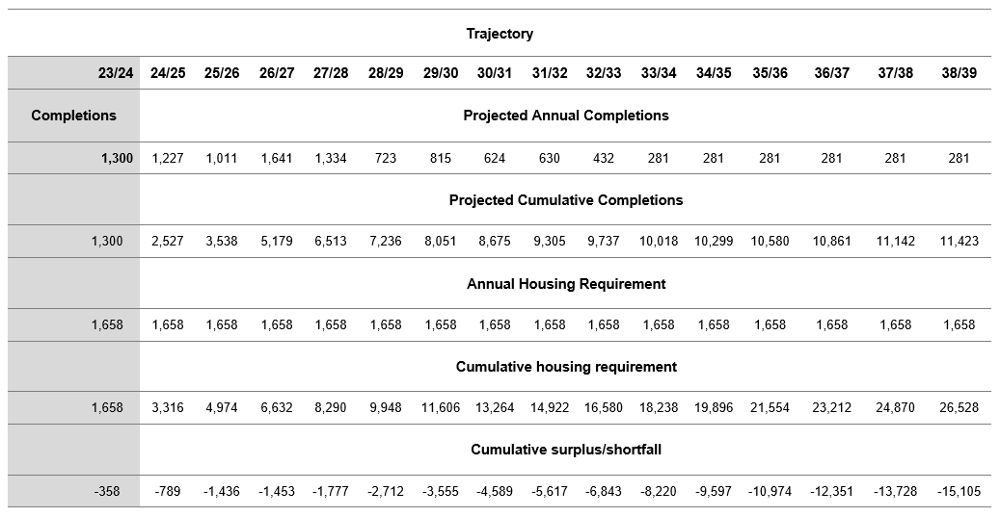 Trajectory
23/24 24/25 25/26 26/27 27/28 28/29 29/30 30/31 31/32 32/33 33/34 34/35 35/36 36/37 37/38 38/39
Completions Projected Annual Completions
1,300 1,227 1,011 1,641 1,334 723 815 624 630 432 281 281 281 281 281 281
Projected Cumulative Completions
1,300 2,527 3,538 5,179 6,513 7,236 8,051 8,675 9,305 9,737 10,018 10,299 10,580 10,861 11,142 11,423
Annual Housing Requirement
1,658 1,658 1,658 1,658 1,658 1,658 1,658 1,658 1,658 1,658 1,658 1,658 1,658 1,658 1,658 1,658
Cumulative housing requirement
1,658 3,316 4,974 6,632 8,290 9,948 11,606 13,264 14,922 16,580 18,238 19,896 21,554 23,212 24,870 26,528
Cumulative surplus/shortfall
-358 -789 -1,436 -1,453 -1,777 -2,712 -3,555 -4,589 -5,617 -6,843 -8,220 -9,597 -10,974 -12,351 -13,728 -15,105